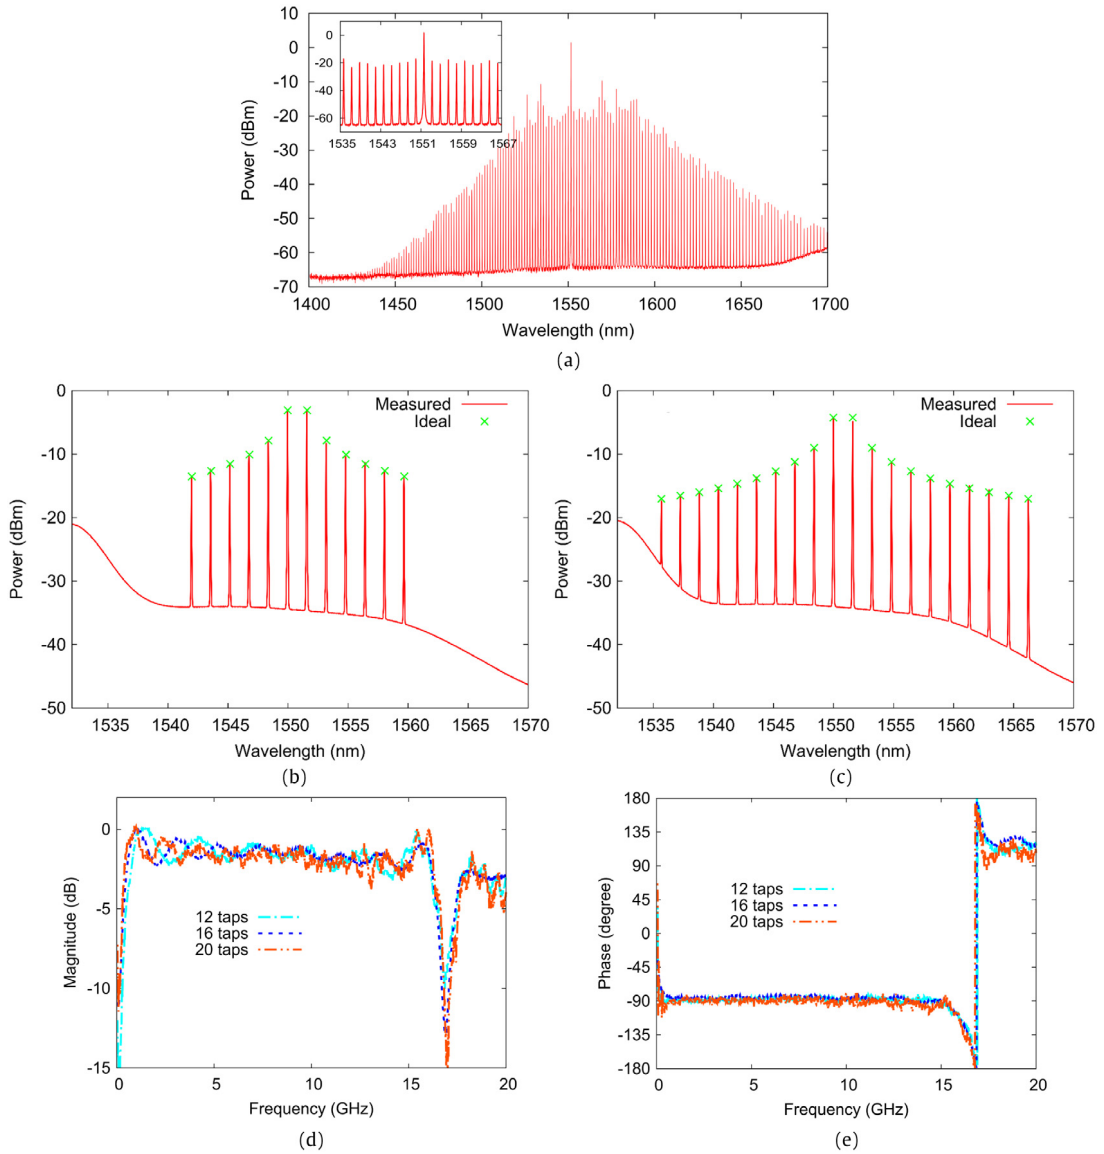 10
0
-10
-20
-30
-40
-50
-60
-70
Power (dBm)
1400 1450 1500 1550 1600 1650 1700
Wavelength (nm)
0
-20
-40
-60
1535 1543 1551 1559 1567
(a)
0
-10
-20
-30
-40
-50
Power (dBm)
Measured
Ideal
1535 1540 1545 1550 1555 1560 1565 1570
Wavelength (nm)
(b)
0
-10
-20
-30
-40
-50
Power (dBm)
Measured
Ideal
1535 1540 1545 1550 1555 1560 1565 1570
Wavelength (nm)
(c)
0
-5
-10
-15
Magnitude (dB)
12 taps
16 taps
20 taps
0 5 10 15 20
Frequency (GHz)
(d)
180
135
90
45
0
-45
-90
-135
-180
Phase (degree)
12 taps
16 taps
20 taps
0 5 10 15 20
Frequency (GHz)
(e)